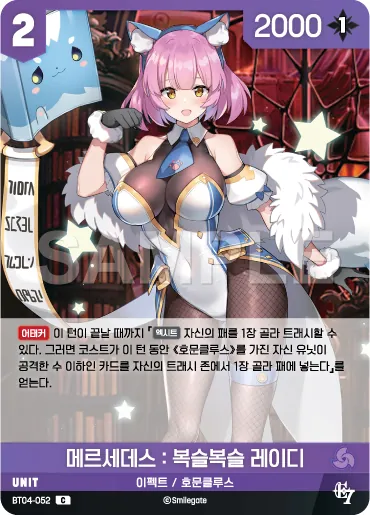 2
2000 1
SAMPLE
어태커 이 턴이 끝날 때까지 『엑시트 자신의 패를 1장 골라 트래시할 수
있다. 그러면 코스트가 이 턴 동안 《호문클루스》를 가진 자신 유닛이
공격한 수 이하인 카드를 자신의 트래시 존에서 1장 골라 패에 넣는다』를
얻는다.
메르세데스 : 복슬복슬 레이디
UNIT
이펙트 / 호문클루스
BT04-052 C
©Smilegate
E7